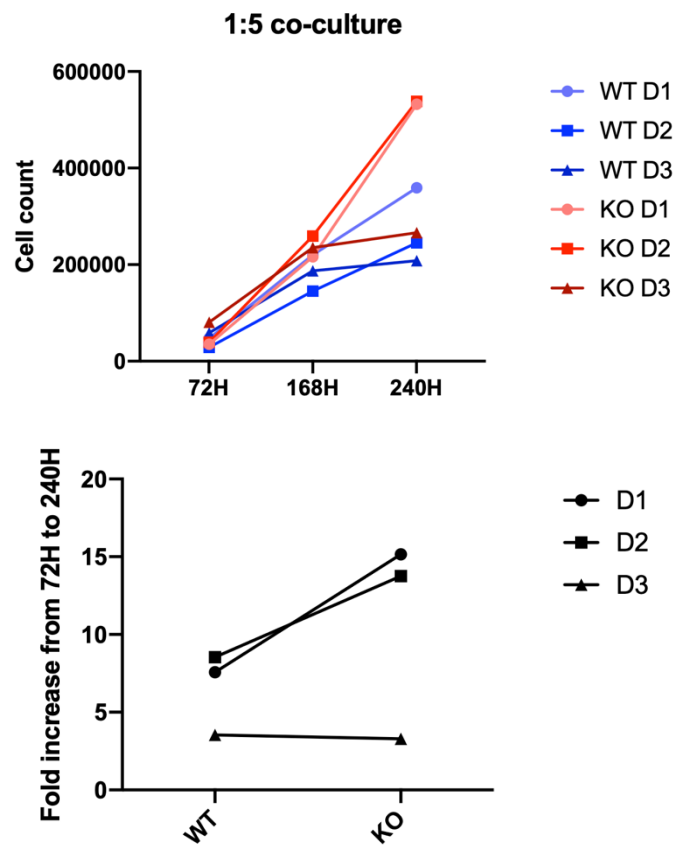 1:5 co-culture
Cell count
600000
400000
200000
0
72H 168H 240H
WT D1
WT D2
WT D3
KO D1
KO D2
KO D3
Fold increase from 72H to 240H
20
15
10
5
0
WT KO
D1
D2
D3